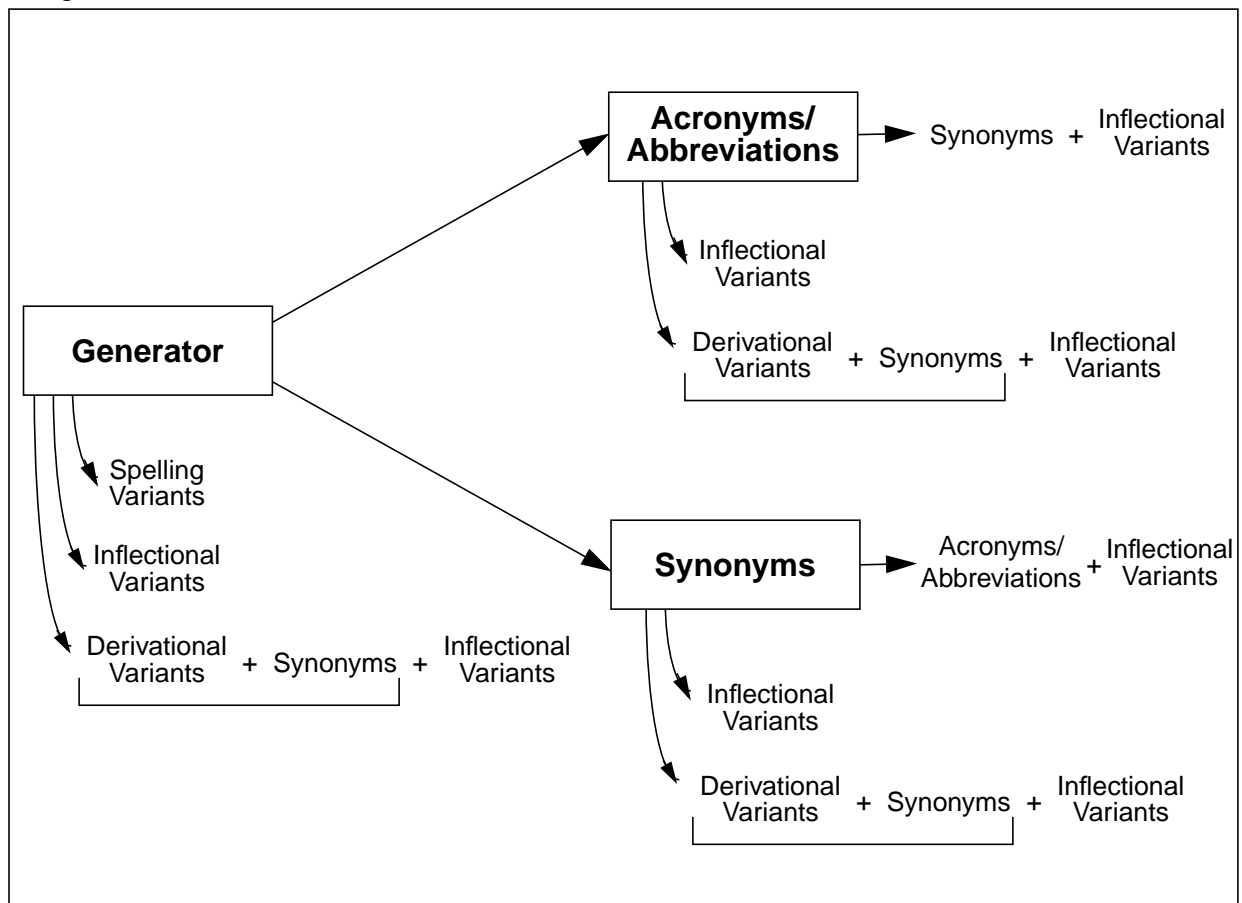 Acronyms/
Abbreviations
Synonyms + Inflectional
Variants
Inflectional
Variants
Derivational
Variants + Synonyms + Inflectional
Variants
Generator
Spelling
Variants
Inflectional
Variants
Derivational
Variants + Synonyms + Inflectional
Variants
Synonyms
Acronyms/
Abbreviations + Inflectional
Variants
Inflectional
Variants
Derivational
Variants + Synonyms + Inflectional
Variants